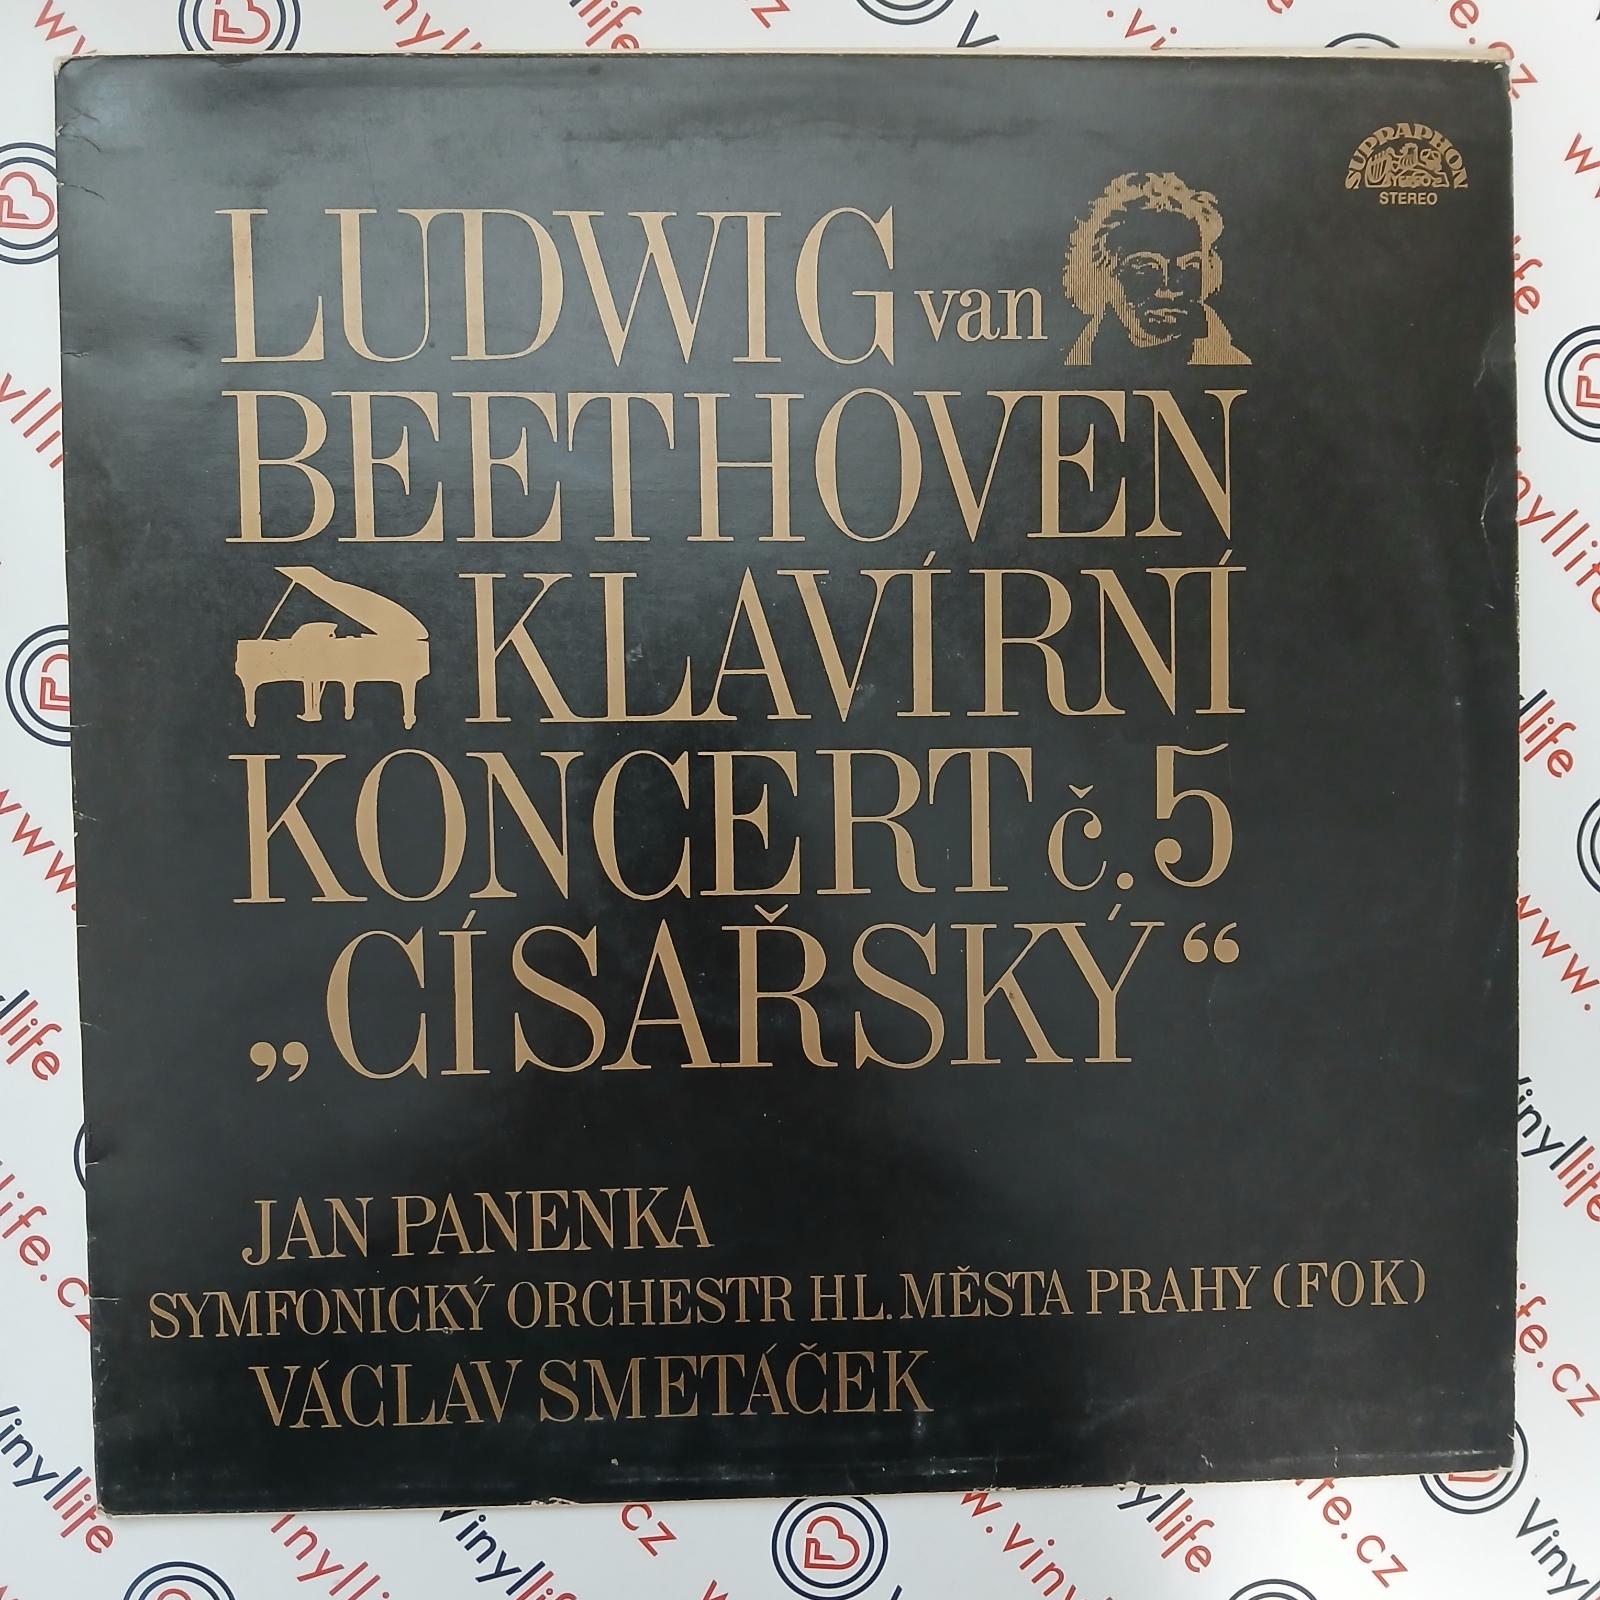 SUPRAPHON
STEREO
LUDWIG van
BEETHOVEN
KLAVÍRNÍ
KONCERT č. 5
„CÍSAŘSKÝ“
JAN PANENKA
SYMFONICKÝ ORCHESTR HL. MĚSTA PRAHY (FOK)
VÁCLAV SMETÁČEK